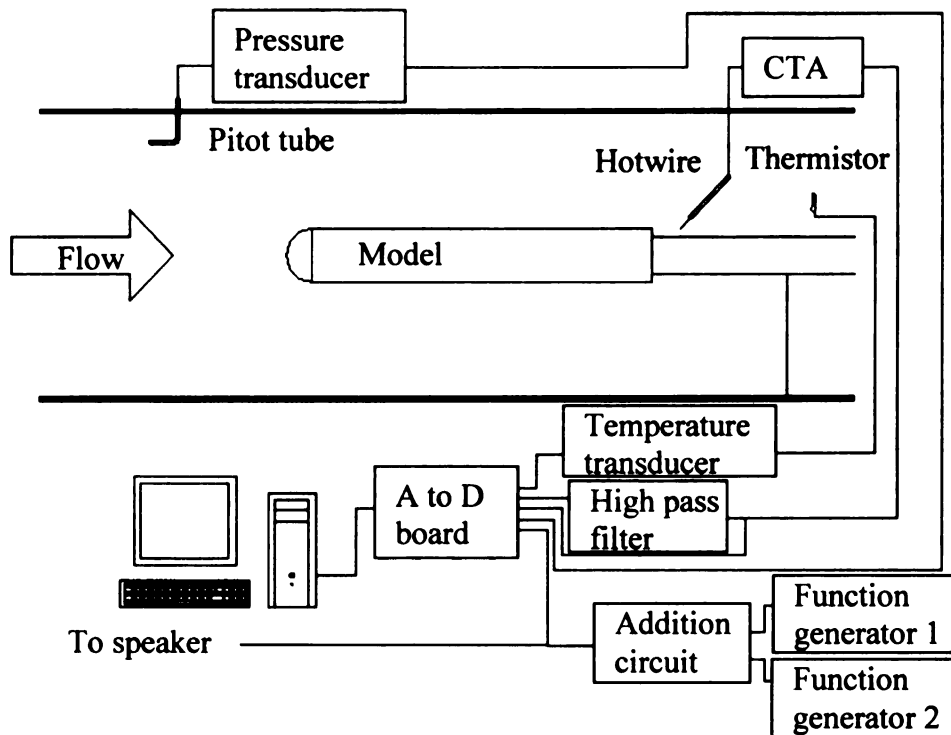 Pressure
transducer
CTA
Pitot tube
Hotwire
Thermistor
Flow
Model
Temperature
transducer
A to D
board
High pass
filter
To speaker
Addition
circuit
Function
generator 1
Function
generator 2